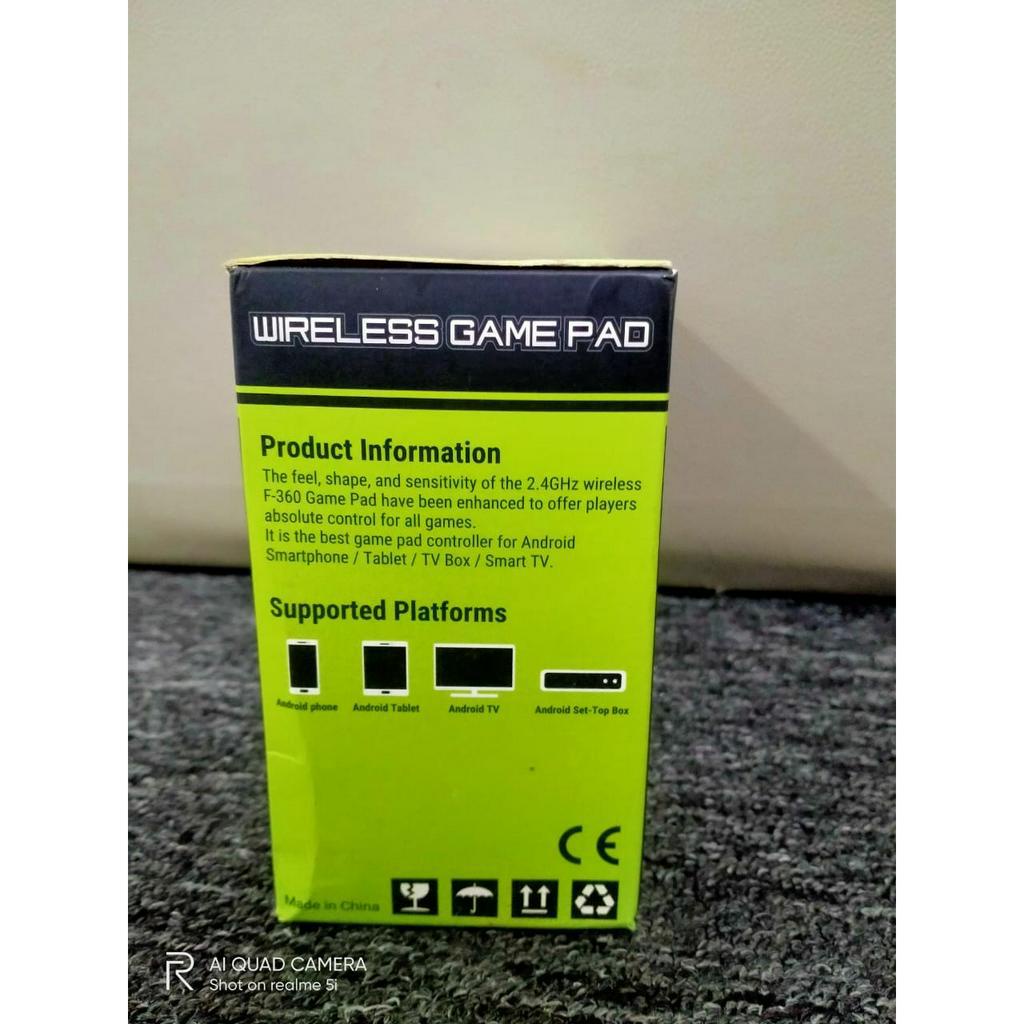 WIRELESS GAME PAD
Product Information
The feel, shape, and sensitivity of the 2.4GHz wireless
F-360 Game Pad have been enhanced to offer players
absolute control for all games.
It is the best game pad controller for Android
Smartphone / Tablet / TV Box / Smart TV.
Supported Platforms
Android phone Android Tablet Android TV Android Set-Top Box
CE
Made in China
R AI QUAD CAMERA
Shot on realme 5i